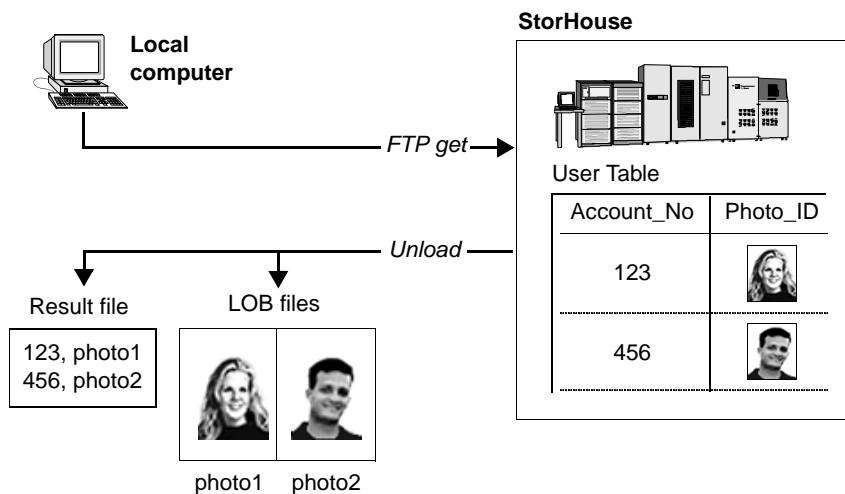 StorHouse
Local
computer
FTP get
User Table
Account_No Photo_ID
123
456
Unload
Result file
LOB files
123, photo1
456, photo2
photo1 photo2